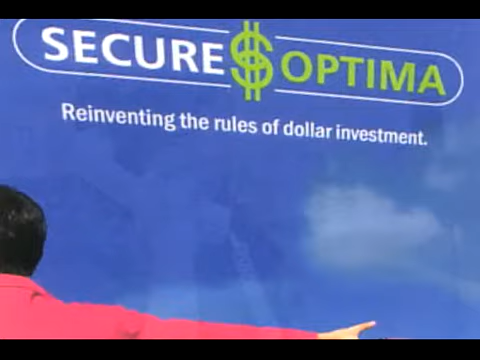 SECURE $ OPTIMA
Reinventing the rules of dollar investment.